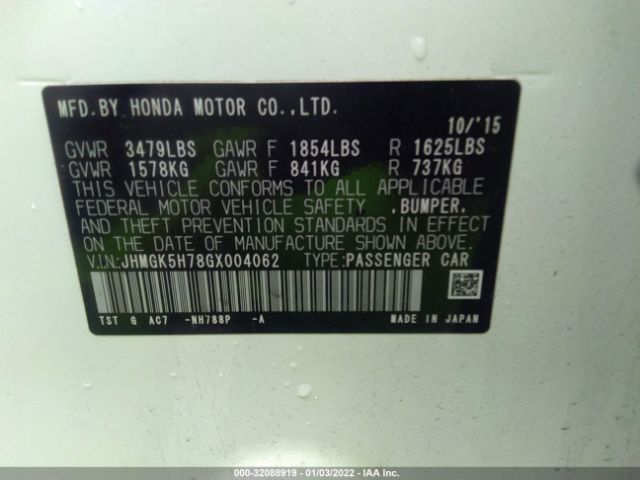 MFD.BY HONDA MOTOR CO.,LTD.
10/'15
GVWR 3479LBS GAWR F 1854LBS R 1625LBS
GVWR 1578KG GAWR F 841KG R 737KG
THIS VEHICLE CONFORMS TO ALL APPLICABLE
FEDERAL MOTOR VEHICLE SAFETY ,BUMPER,
AND THEFT PREVENTION STANDARDS IN EFFECT
ON THE DATE OF MANUFACTURE SHOWN ABOVE.
V.I.N:JHMGK5H78GX004062 TYPE:PASSENGER CAR
TST G AC7 -NH788P -A MADE IN JAPAN
000-32088919 - 01/03/2022 - IAA Inc.